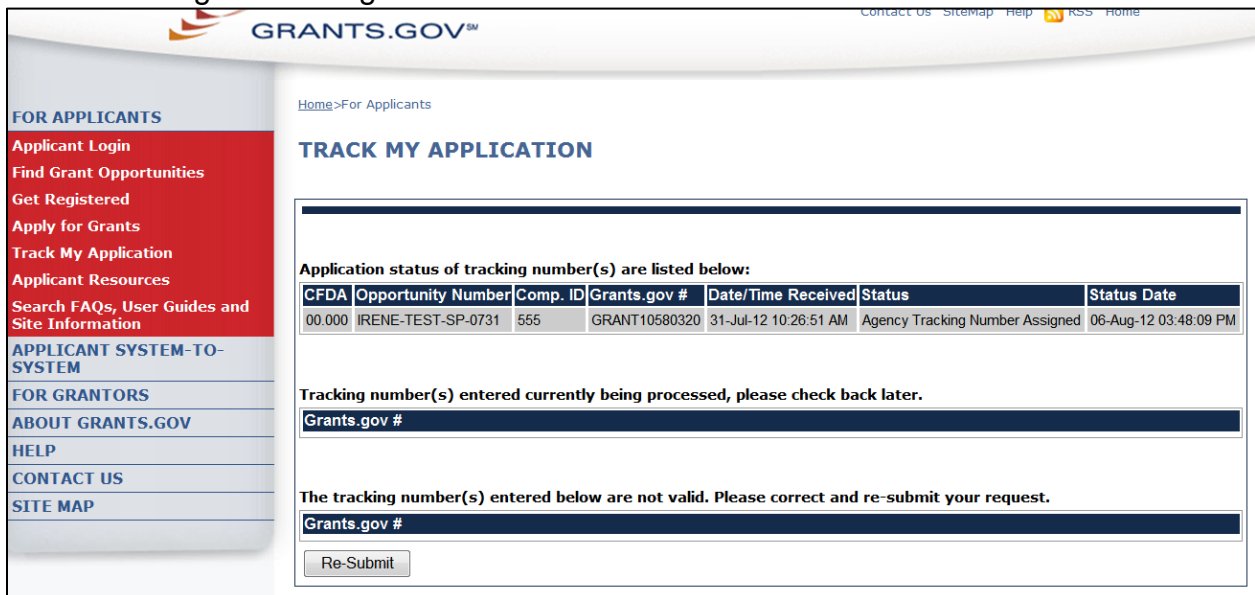 Contact Us SiteMap Help RSS Home
GRANTS.GOV℠
FOR APPLICANTS
Applicant Login
Find Grant Opportunities
Get Registered
Apply for Grants
Track My Application
Applicant Resources
Search FAQs, User Guides and
Site Information
APPLICANT SYSTEM-TO-
SYSTEM
FOR GRANTORS
ABOUT GRANTS.GOV
HELP
CONTACT US
SITE MAP
Home>For Applicants
TRACK MY APPLICATION
Application status of tracking number(s) are listed below:
CFDA Opportunity Number Comp. ID Grants.gov # Date/Time Received Status Status Date
00.000 IRENE-TEST-SP-0731 555 GRANT10580320 31-Jul-12 10:26:51 AM Agency Tracking Number Assigned 06-Aug-12 03:48:09 PM
Tracking number(s) entered currently being processed, please check back later.
Grants.gov #
The tracking number(s) entered below are not valid. Please correct and re-submit your request.
Grants.gov #
Re-Submit